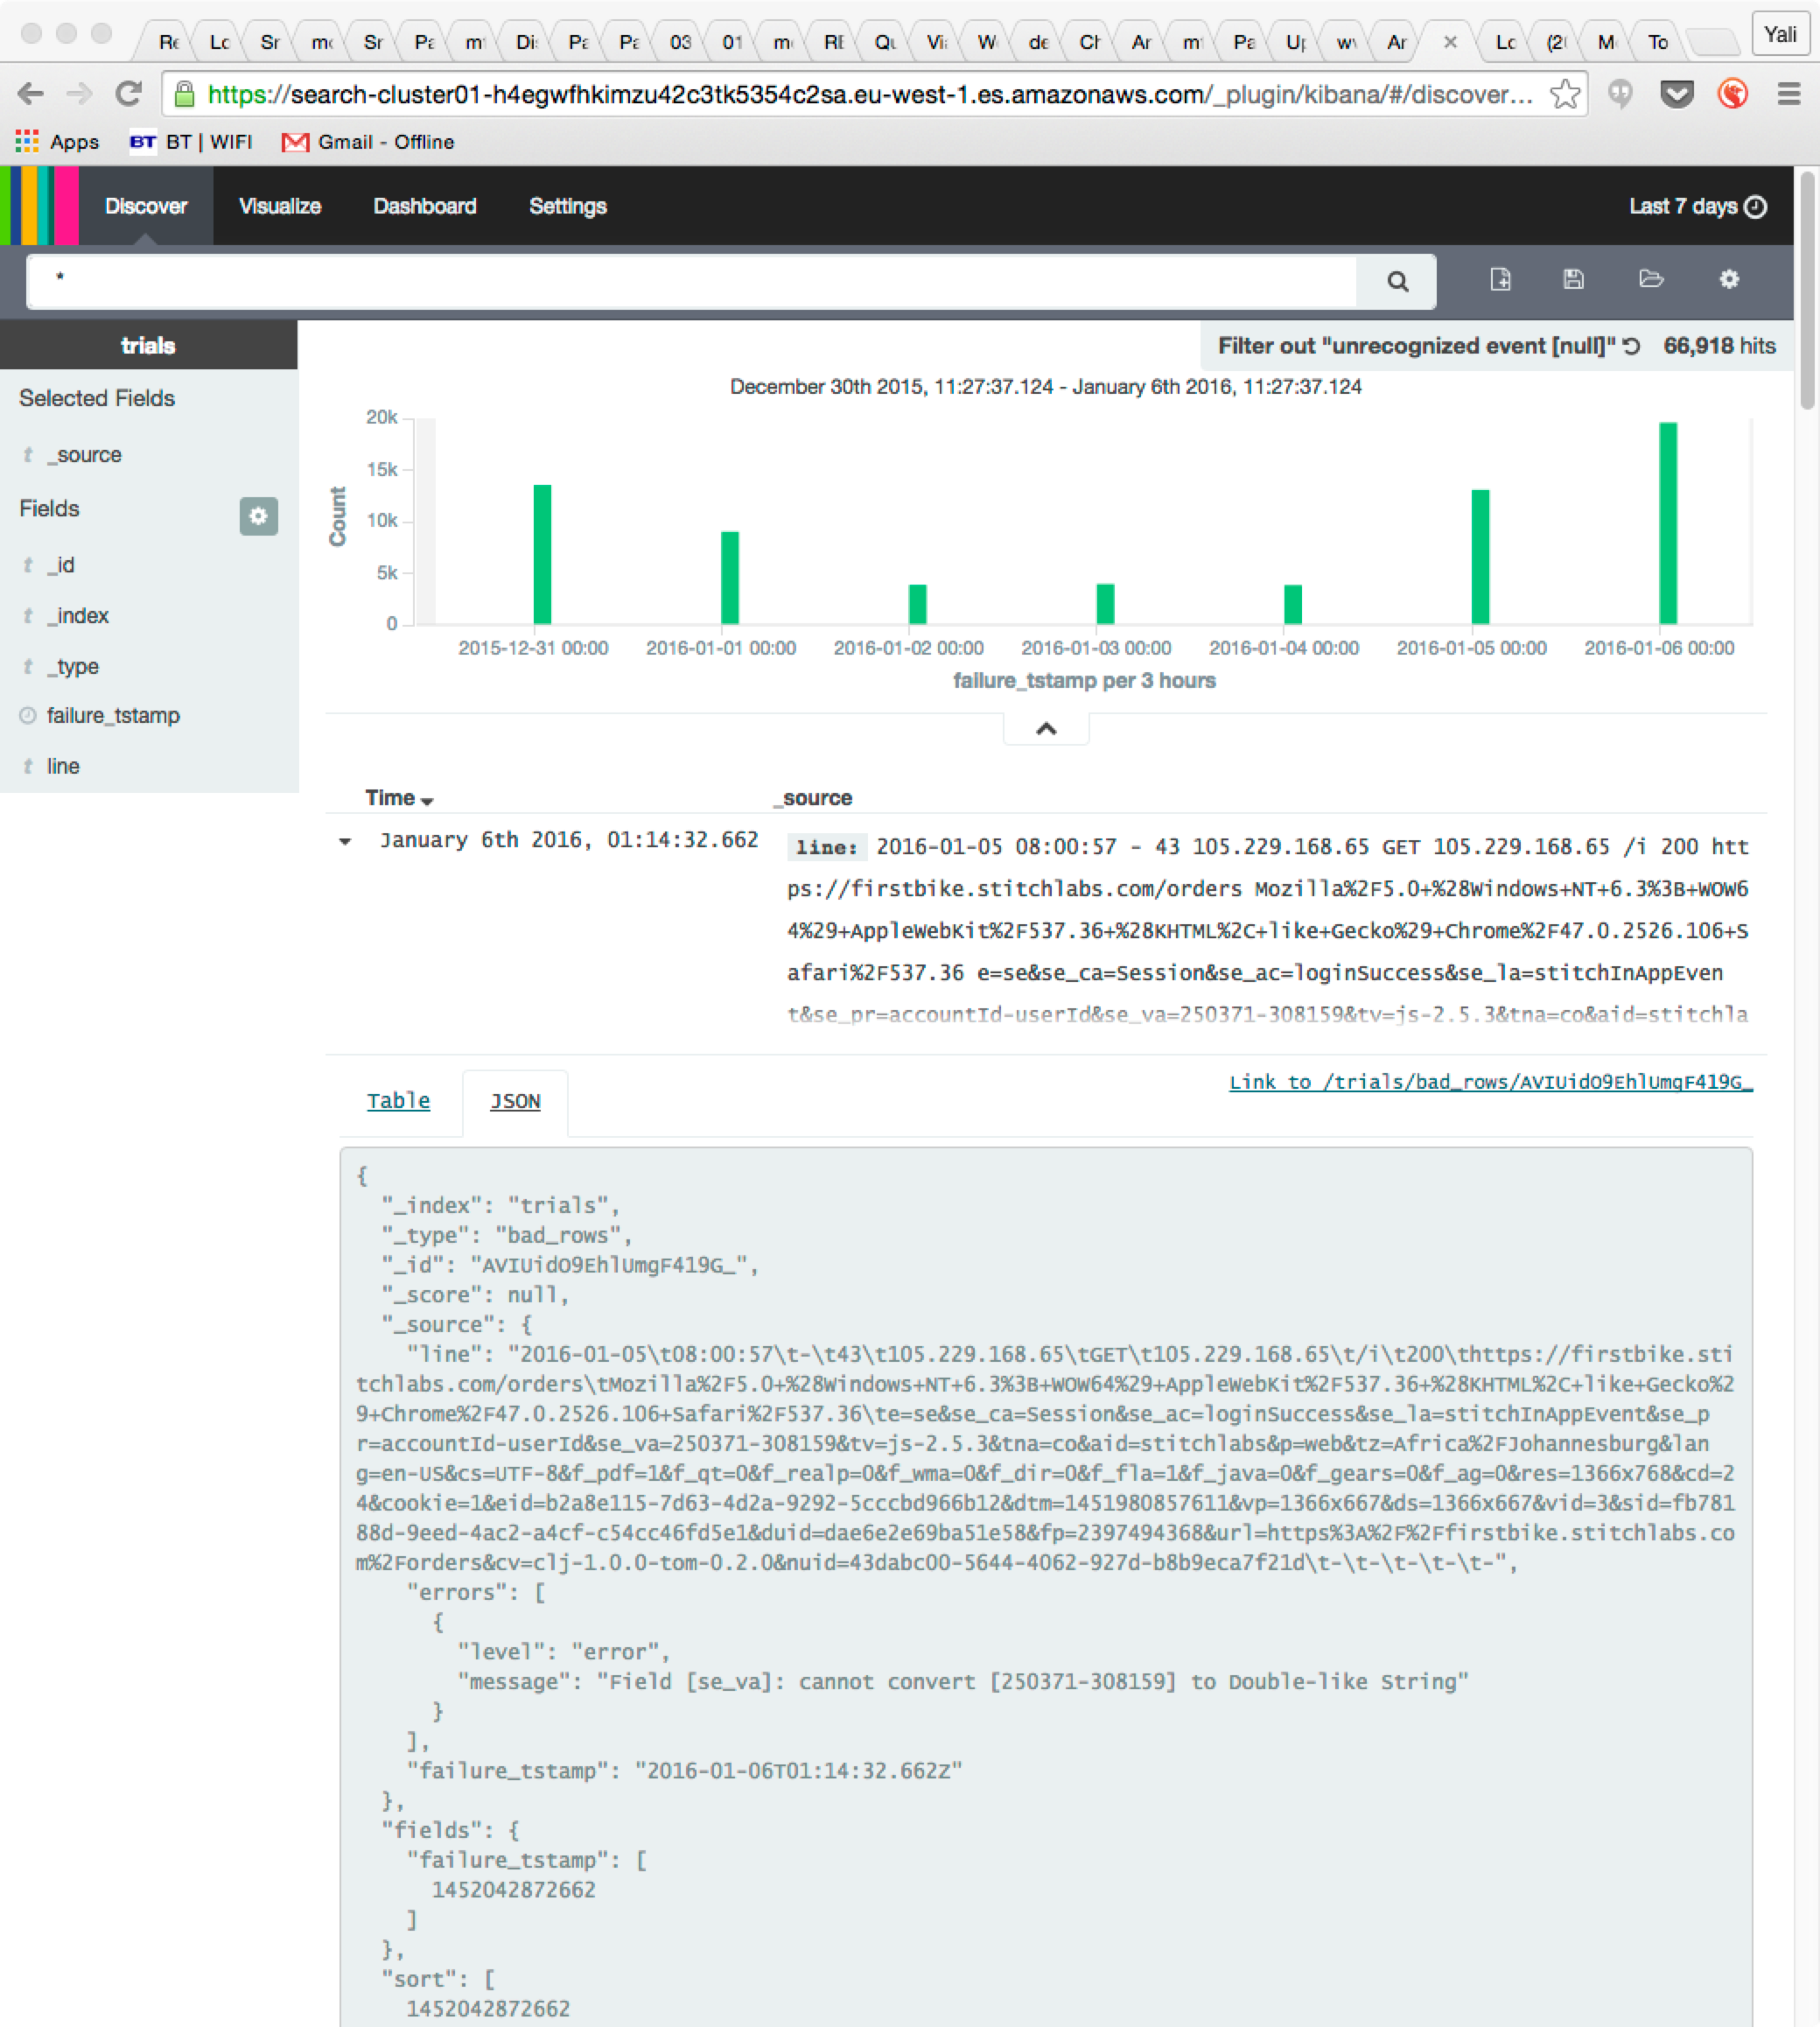 Re Lo Sr mo Sr Pa m Di Pa Pa 03 01 m RE Qu Via W de Ch Ar m Pa Up w Ar × Lo (2 M To Yali
https://search-cluster01-h4egwfhkimzu42c3tk5354c2sa.eu-west-1.es.amazonaws.com/_plugin/kibana/#/discover...
Apps BT BT | WIFI Gmail - Offline
Discover Visualize Dashboard Settings Last 7 days
*
trials
Filter out "unrecognized event [null]" 66,918 hits
Selected Fields
t _source
Fields
t _id
t _index
t _type
failure_tstamp
t line
December 30th 2015, 11:27:37.124 - January 6th 2016, 11:27:37.124
Count
20k
15k
10k
5k
0
2015-12-31 00:00 2016-01-01 00:00 2016-01-02 00:00 2016-01-03 00:00 2016-01-04 00:00 2016-01-05 00:00 2016-01-06 00:00
failure_tstamp per 3 hours
Time _source
January 6th 2016, 01:14:32.662
line: 2016-01-05 08:00:57 - 43 105.229.168.65 GET 105.229.168.65 /i 200 htt
ps://firstbike.stitchlabs.com/orders Mozilla%2F5.0+%28Windows+NT+6.3%3B+WOW6
4%29+AppleWebKit%2F537.36+%28KHTML%2C+like+Gecko%29+Chrome%2F47.0.2526.106+S
afari%2F537.36 e=se&se_ca=Session&se_ac=loginSuccess&se_la=stitchInAppEven
t&se_pr=accountId-userId&se_va=250371-308159&tv=js-2.5.3&tna=co&aid=stitchla
Table JSON
Link to /trials/bad_rows/AVIUidO9EhlUmgF419G_
{
"_index": "trials",
"_type": "bad_rows",
"_id": "AVIUidO9EhlUmgF419G_",
"_score": null,
"_source": {
"line": "2016-01-05\t08:00:57\t-\t43\t105.229.168.65\tGET\t105.229.168.65\t/i\t200\thttps://firstbike.sti
tchlabs.com/orders\tMozilla%2F5.0+%28Windows+NT+6.3%3B+WOW64%29+AppleWebKit%2F537.36+%28KHTML%2C+like+Gecko%2
9+Chrome%2F47.0.2526.106+Safari%2F537.36\te=se&se_ca=Session&se_ac=loginSuccess&se_la=stitchInAppEvent&se_p
r=accountId-userId&se_va=250371-308159&tv=js-2.5.3&tna=co&aid=stitchlabs&p=web&tz=Africa%2FJohannesburg&lan
g=en-US&cs=UTF-8&f_pdf=1&f_qt=0&f_realp=0&f_wma=0&f_dir=0&f_fla=1&f_java=0&f_gears=0&f_ag=0&res=1366x768&cd=2
4&cookie=1&eid=b2a8e115-7d63-4d2a-9292-5cccbd966b12&dtm=1451980857611&vp=1366x667&ds=1366x667&vid=3&sid=fb781
88d-9eed-4ac2-a4cf-c54cc46fd5e1&duid=dae6e2e69ba51e58&fp=2397494368&url=https%3A%2F%2Ffirstbike.stitchlabs.co
m%2Forders&cv=clj-1.0.0-tom-0.2.0&nuid=43dabc00-5644-4062-927d-b8b9eca7f21d\t-\t-\t-\t-\t-",
"errors": [
{
"level": "error",
"message": "Field [se_va]: cannot convert [250371-308159] to Double-like String"
}
],
"failure_tstamp": "2016-01-06T01:14:32.662Z"
},
"fields": {
"failure_tstamp": [
1452042872662
]
},
"sort": [
1452042872662